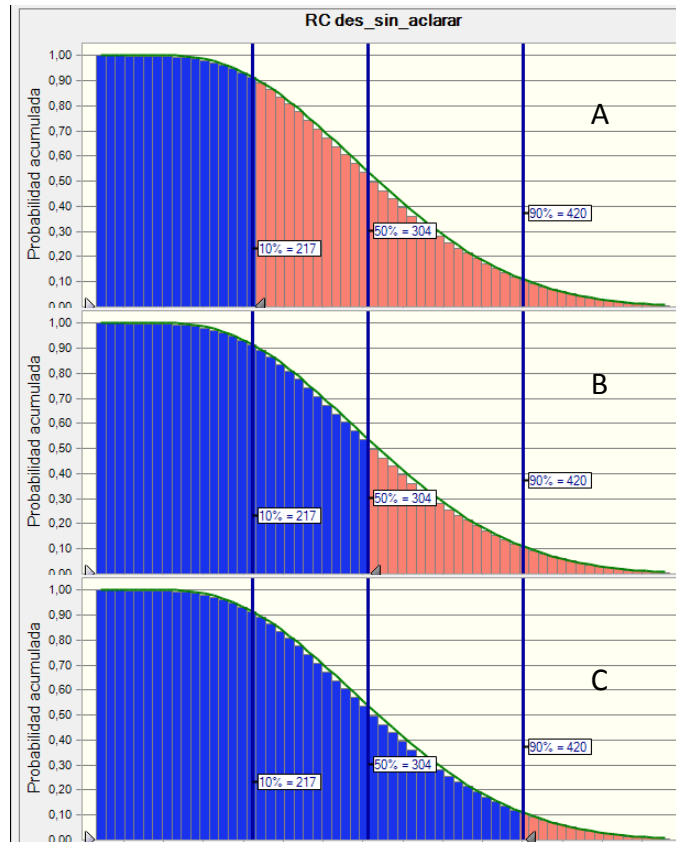 RC des_sin_aclarar
Probabilidad acumulada
1,00
0,90
0,80
0,70
0,60
0,50
0,40
0,30
0,20
0,10
0,00
A
10% = 217
50% = 304
90% = 420
Probabilidad acumulada
1,00
0,90
0,80
0,70
0,60
0,50
0,40
0,30
0,20
0,10
0,00
B
10% = 217
50% = 304
90% = 420
Probabilidad acumulada
1,00
0,90
0,80
0,70
0,60
0,50
0,40
0,30
0,20
0,10
0,00
C
10% = 217
50% = 304
90% = 420